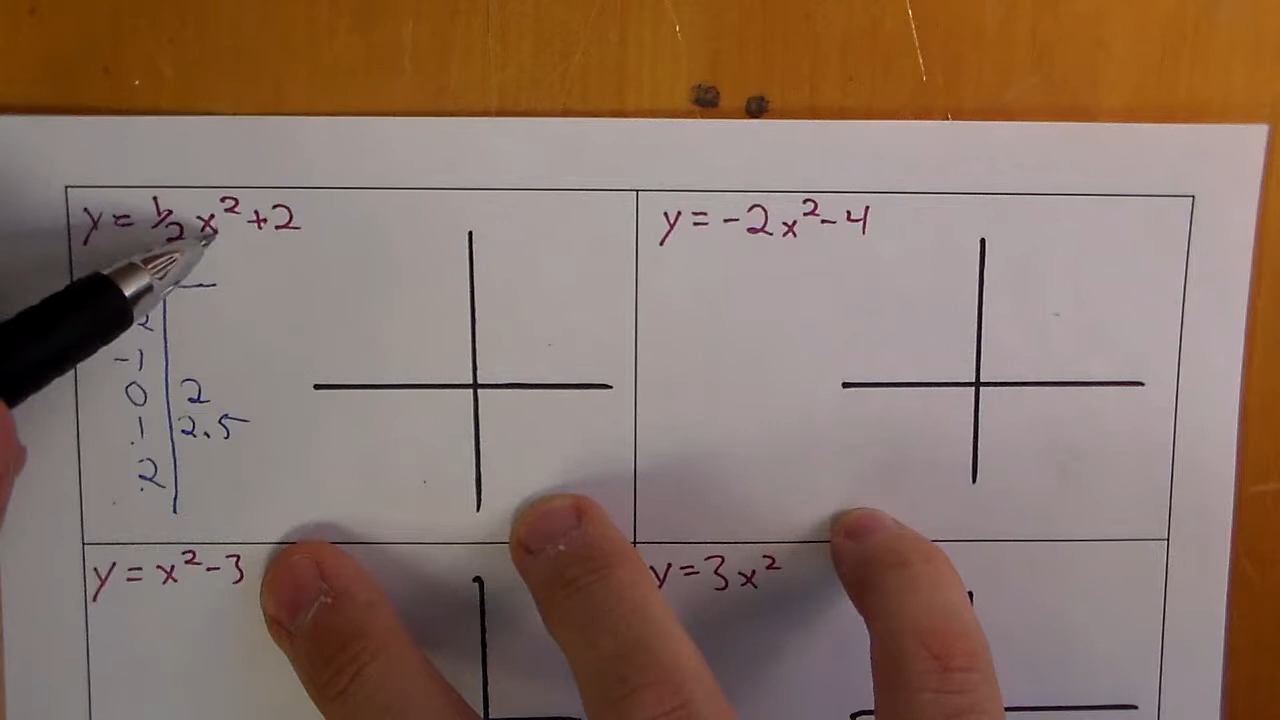 y = 1/2 x² + 2
-1
0 2
1 2.5
2
y = -2x² - 4
y = x² - 3
y = 3x²